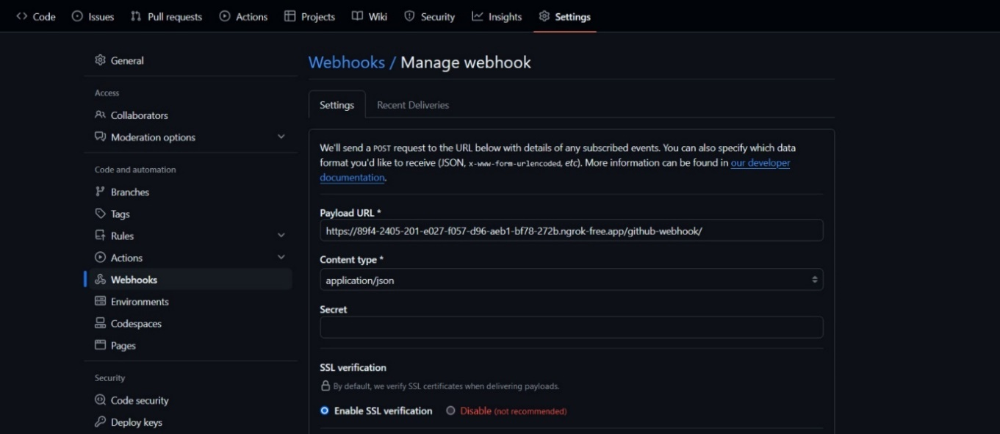 Code Issues Pull requests Actions Projects Wiki Security Insights Settings
General
Access
Collaborators
Moderation options
Code and automation
Branches
Tags
Rules
Actions
Webhooks
Environments
Codespaces
Pages
Security
Code security
Deploy keys
Webhooks / Manage webhook
Settings Recent Deliveries
We'll send a POST request to the URL below with details of any subscribed events. You can also specify which data
format you'd like to receive (JSON, x-www-form-urlencoded, etc). More information can be found in our developer
documentation.
Payload URL *
https://89f4-2405-201-e027-f057-d96-aeb1-bf78-272b.ngrok-free.app/github-webhook/
Content type *
application/json
Secret
SSL verification
By default, we verify SSL certificates when delivering payloads.
Enable SSL verification Disable (not recommended)